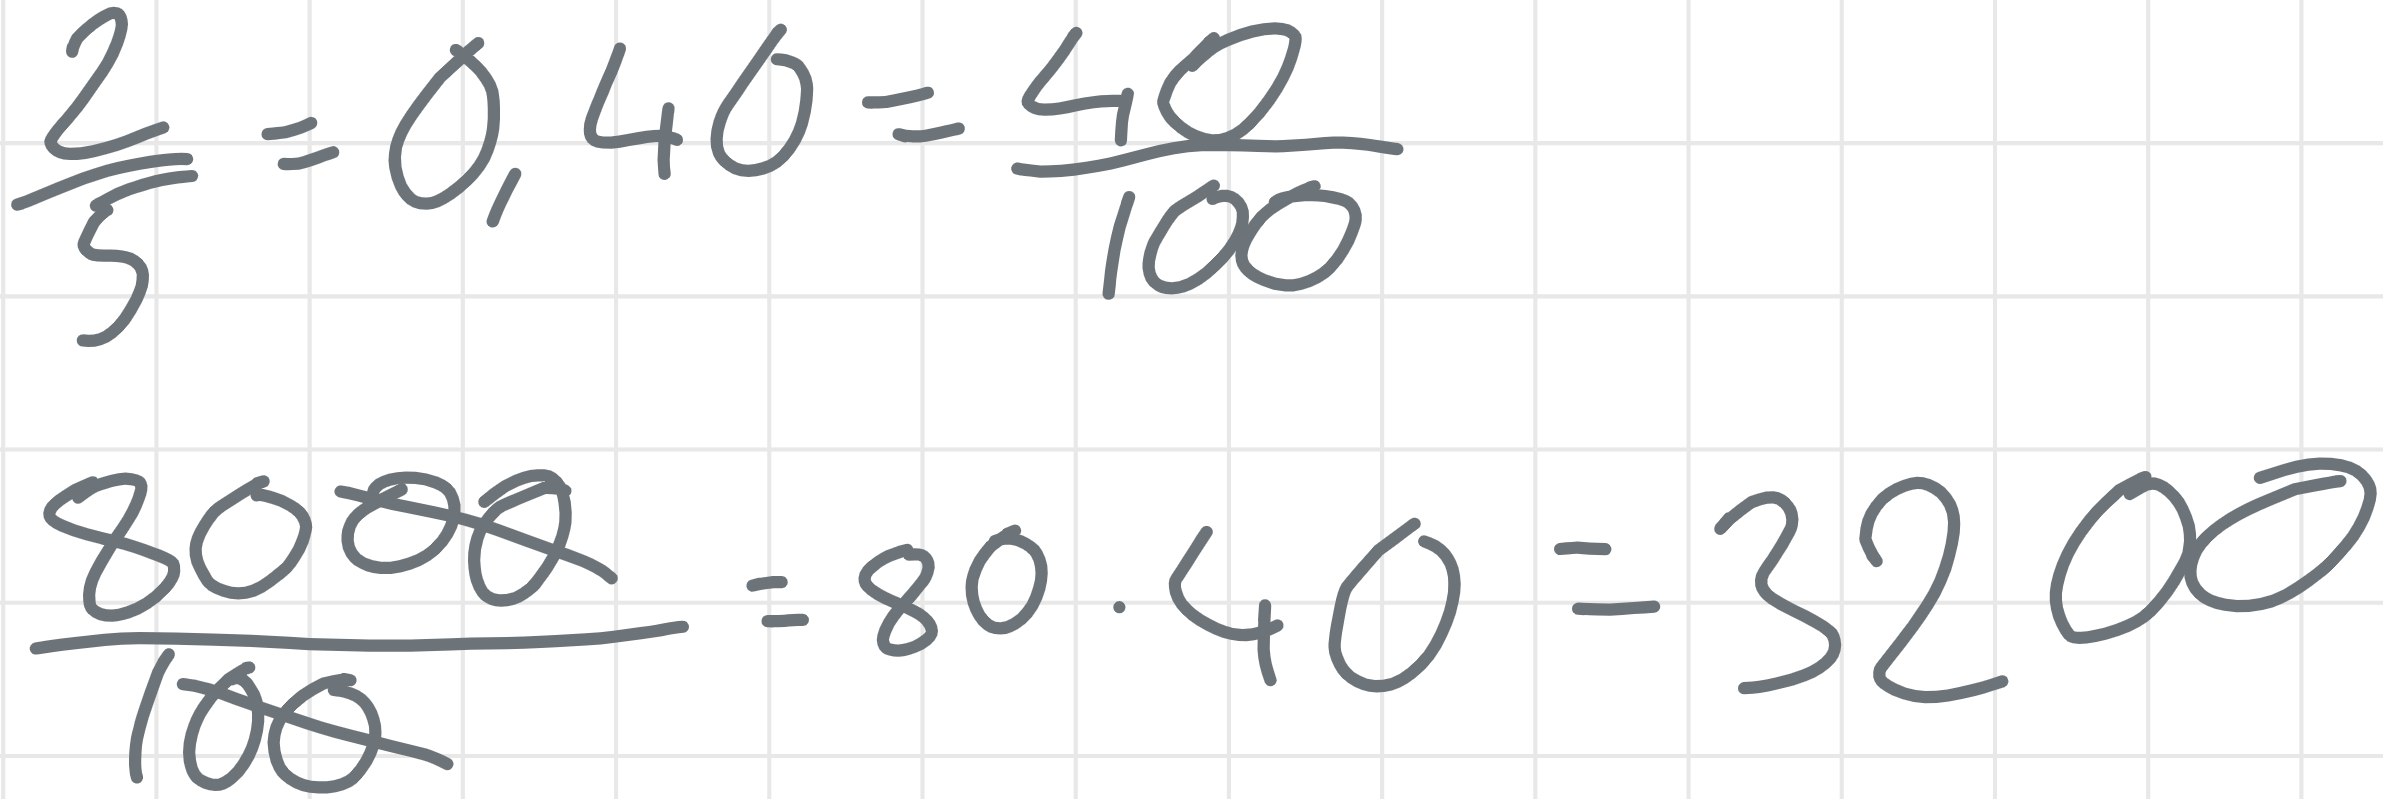 2/5 = 0,40 = 40/100
8000/100 = 80 · 40 = 3200